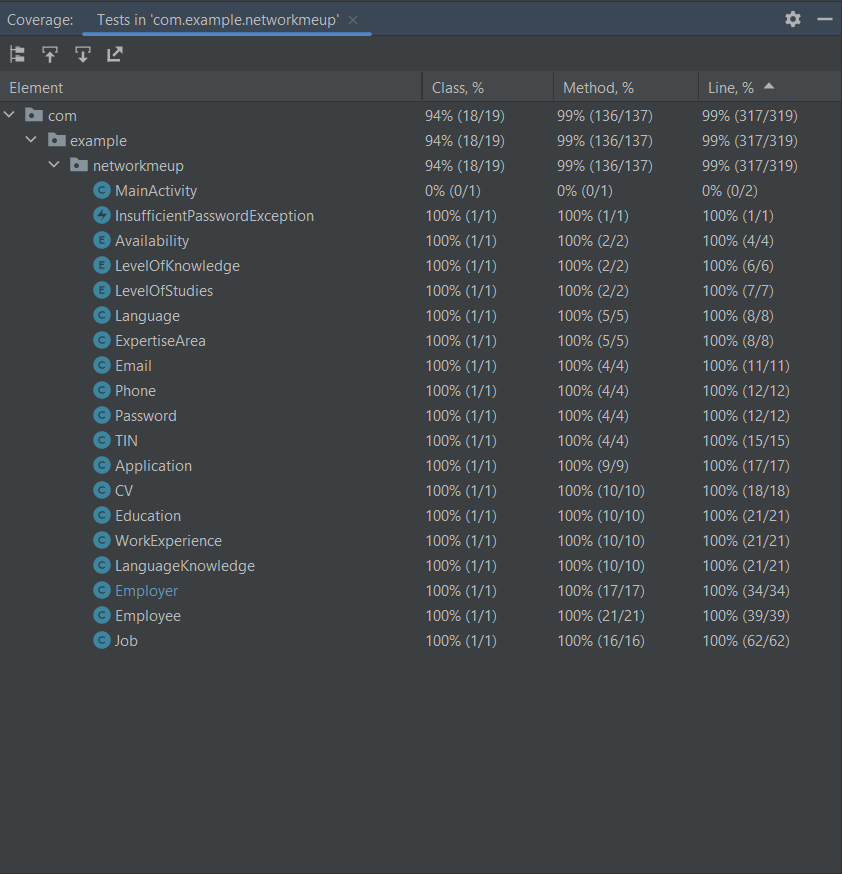 Coverage: Tests in 'com.example.networkmeup'
Element Class, % Method, % Line, %
com 94% (18/19) 99% (136/137) 99% (317/319)
example 94% (18/19) 99% (136/137) 99% (317/319)
networkmeup 94% (18/19) 99% (136/137) 99% (317/319)
C MainActivity 0% (0/1) 0% (0/1) 0% (0/2)
InsufficientPasswordException 100% (1/1) 100% (1/1) 100% (1/1)
E Availability 100% (1/1) 100% (2/2) 100% (4/4)
E LevelOfKnowledge 100% (1/1) 100% (2/2) 100% (6/6)
E LevelOfStudies 100% (1/1) 100% (2/2) 100% (7/7)
C Language 100% (1/1) 100% (5/5) 100% (8/8)
C ExpertiseArea 100% (1/1) 100% (5/5) 100% (8/8)
C Email 100% (1/1) 100% (4/4) 100% (11/11)
C Phone 100% (1/1) 100% (4/4) 100% (12/12)
C Password 100% (1/1) 100% (4/4) 100% (12/12)
C TIN 100% (1/1) 100% (4/4) 100% (15/15)
C Application 100% (1/1) 100% (9/9) 100% (17/17)
C CV 100% (1/1) 100% (10/10) 100% (18/18)
C Education 100% (1/1) 100% (10/10) 100% (21/21)
C WorkExperience 100% (1/1) 100% (10/10) 100% (21/21)
C LanguageKnowledge 100% (1/1) 100% (10/10) 100% (21/21)
C Employer 100% (1/1) 100% (17/17) 100% (34/34)
C Employee 100% (1/1) 100% (21/21) 100% (39/39)
C Job 100% (1/1) 100% (16/16) 100% (62/62)